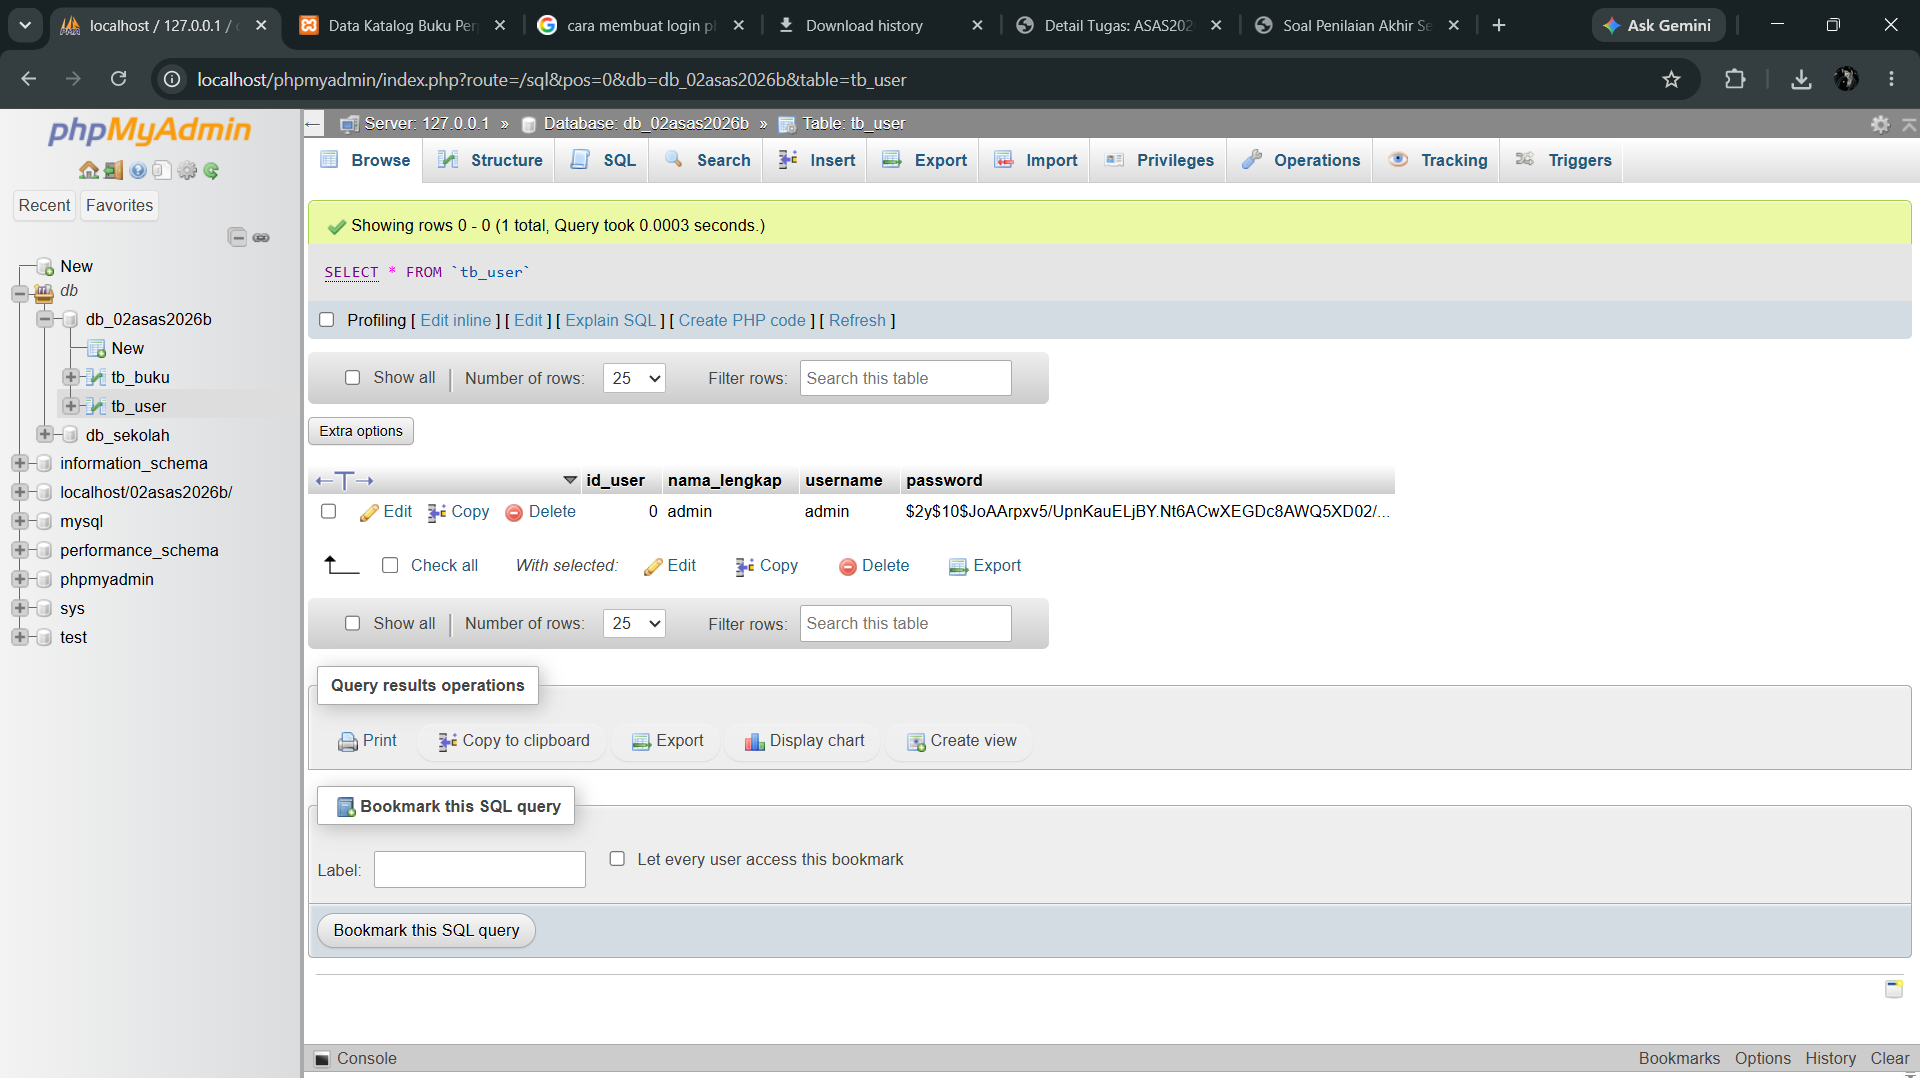 localhost / 127.0.0.1 /
Data Katalog Buku Per
cara membuat login p
Download history
Detail Tugas: ASAS202
Soal Penilaian Akhir Se
Ask Gemini
localhost/phpmyadmin/index.php?route=/sql&pos=0&db=db_02asas2026b&table=tb_user
phpMyAdmin
Recent
Favorites
New
db
db_02asas2026b
New
tb_buku
tb_user
db_sekolah
information_schema
localhost/02asas2026b/
mysql
performance_schema
phpmyadmin
sys
test
Server: 127.0.0.1 » Database: db_02asas2026b » Table: tb_user
Browse Structure SQL Search Insert Export Import Privileges Operations Tracking Triggers
Showing rows 0 - 0 (1 total, Query took 0.0003 seconds.)
SELECT * FROM `tb_user`
Profiling [ Edit inline ] [ Edit ] [ Explain SQL ] [ Create PHP code ] [ Refresh ]
Show all Number of rows: 25 Filter rows: Search this table
Extra options
id_user nama_lengkap username password
Edit Copy Delete 0 admin admin $2y$10$JoAArpxv5/UpnKauELjBY.Nt6ACwXEGDc8AWQ5XD02/...
Check all With selected: Edit Copy Delete Export
Show all Number of rows: 25 Filter rows: Search this table
Query results operations
Print Copy to clipboard Export Display chart Create view
Bookmark this SQL query
Label: Let every user access this bookmark
Bookmark this SQL query
Console
Bookmarks Options History Clear